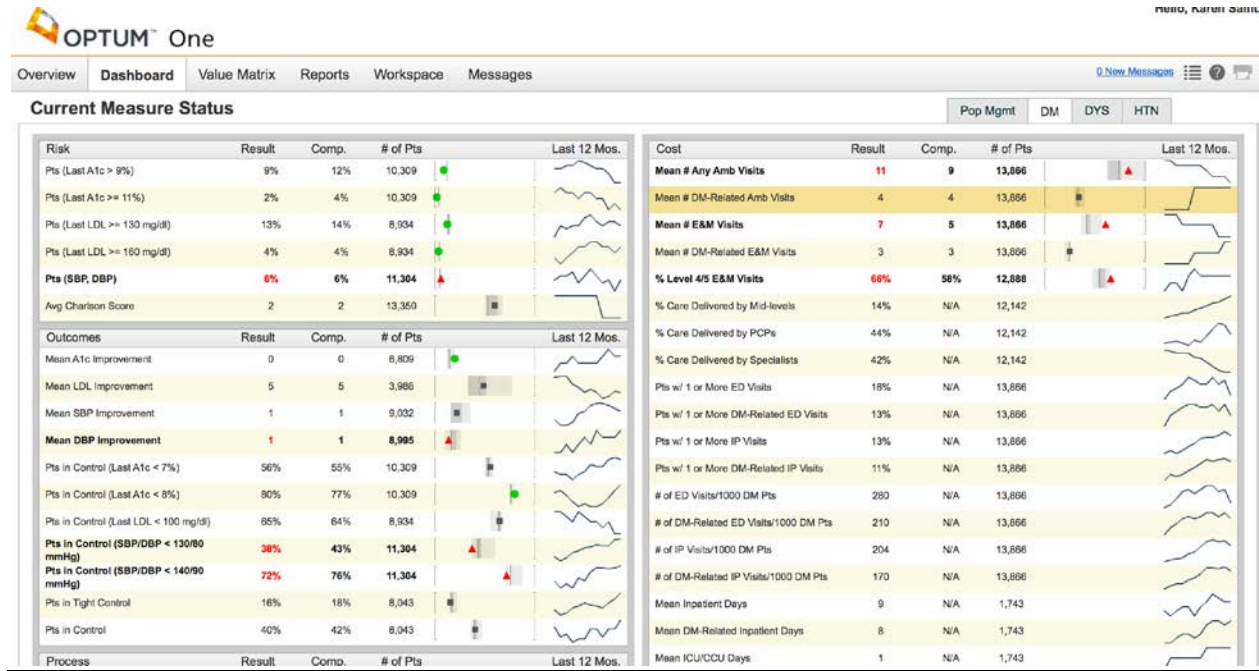 Hello, Karen
OPTUM™ One
Overview Dashboard Value Matrix Reports Workspace Messages 0 New Messages ?
Current Measure Status Pop Mgmt DM DYS HTN
Risk Result Comp. # of Pts Last 12 Mos.
Pts (Last A1c > 9%) 9% 12% 10,309
Pts (Last A1c >= 11%) 2% 4% 10,309
Pts (Last LDL >= 130 mg/dl) 13% 14% 8,934
Pts (Last LDL >= 160 mg/dl) 4% 4% 8,934
Pts (SBP, DBP) 6% 6% 11,304
Avg Charlson Score 2 2 13,350
Outcomes Result Comp. # of Pts Last 12 Mos.
Mean A1c Improvement 0 0 6,809
Mean LDL Improvement 5 5 3,988
Mean SBP Improvement 1 1 9,032
Mean DBP Improvement 1 1 8,995
Pts in Control (Last A1c < 7%) 56% 55% 10,309
Pts in Control (Last A1c < 8%) 80% 77% 10,309
Pts in Control (Last LDL < 100 mg/dl) 65% 64% 8,934
Pts in Control (SBP/DBP < 130/80
mmHg) 38% 43% 11,304
Pts in Control (SBP/DBP < 140/90
mmHg) 72% 76% 11,304
Pts in Tight Control 16% 18% 8,043
Pts in Control 40% 42% 8,043
Process Result Comp. # of Pts Last 12 Mos.
Cost Result Comp. # of Pts Last 12 Mos.
Mean # Any Amb Visits 11 9 13,866
Mean # DM-Related Amb Visits 4 4 13,866
Mean # E&M Visits 7 5 13,866
Mean # DM-Related E&M Visits 3 3 13,866
% Level 4/5 E&M Visits 66% 58% 12,888
% Care Delivered by Mid-levels 14% N/A 12,142
% Care Delivered by PCPs 44% N/A 12,142
% Care Delivered by Specialists 42% N/A 12,142
Pts w/ 1 or More ED Visits 16% N/A 13,866
Pts w/ 1 or More DM-Related ED Visits 13% N/A 13,866
Pts w/ 1 or More IP Visits 13% N/A 13,866
Pts w/ 1 or More DM-Related IP Visits 11% N/A 13,866
# of ED Visits/1000 DM Pts 280 N/A 13,866
# of DM-Related ED Visits/1000 DM Pts 210 N/A 13,866
# of IP Visits/1000 DM Pts 204 N/A 13,866
# of DM-Related IP Visits/1000 DM Pts 170 N/A 13,866
Mean Inpatient Days 9 N/A 1,743
Mean DM-Related Inpatient Days 8 N/A 1,743
Mean ICU/CCU Days 1 N/A 1,743